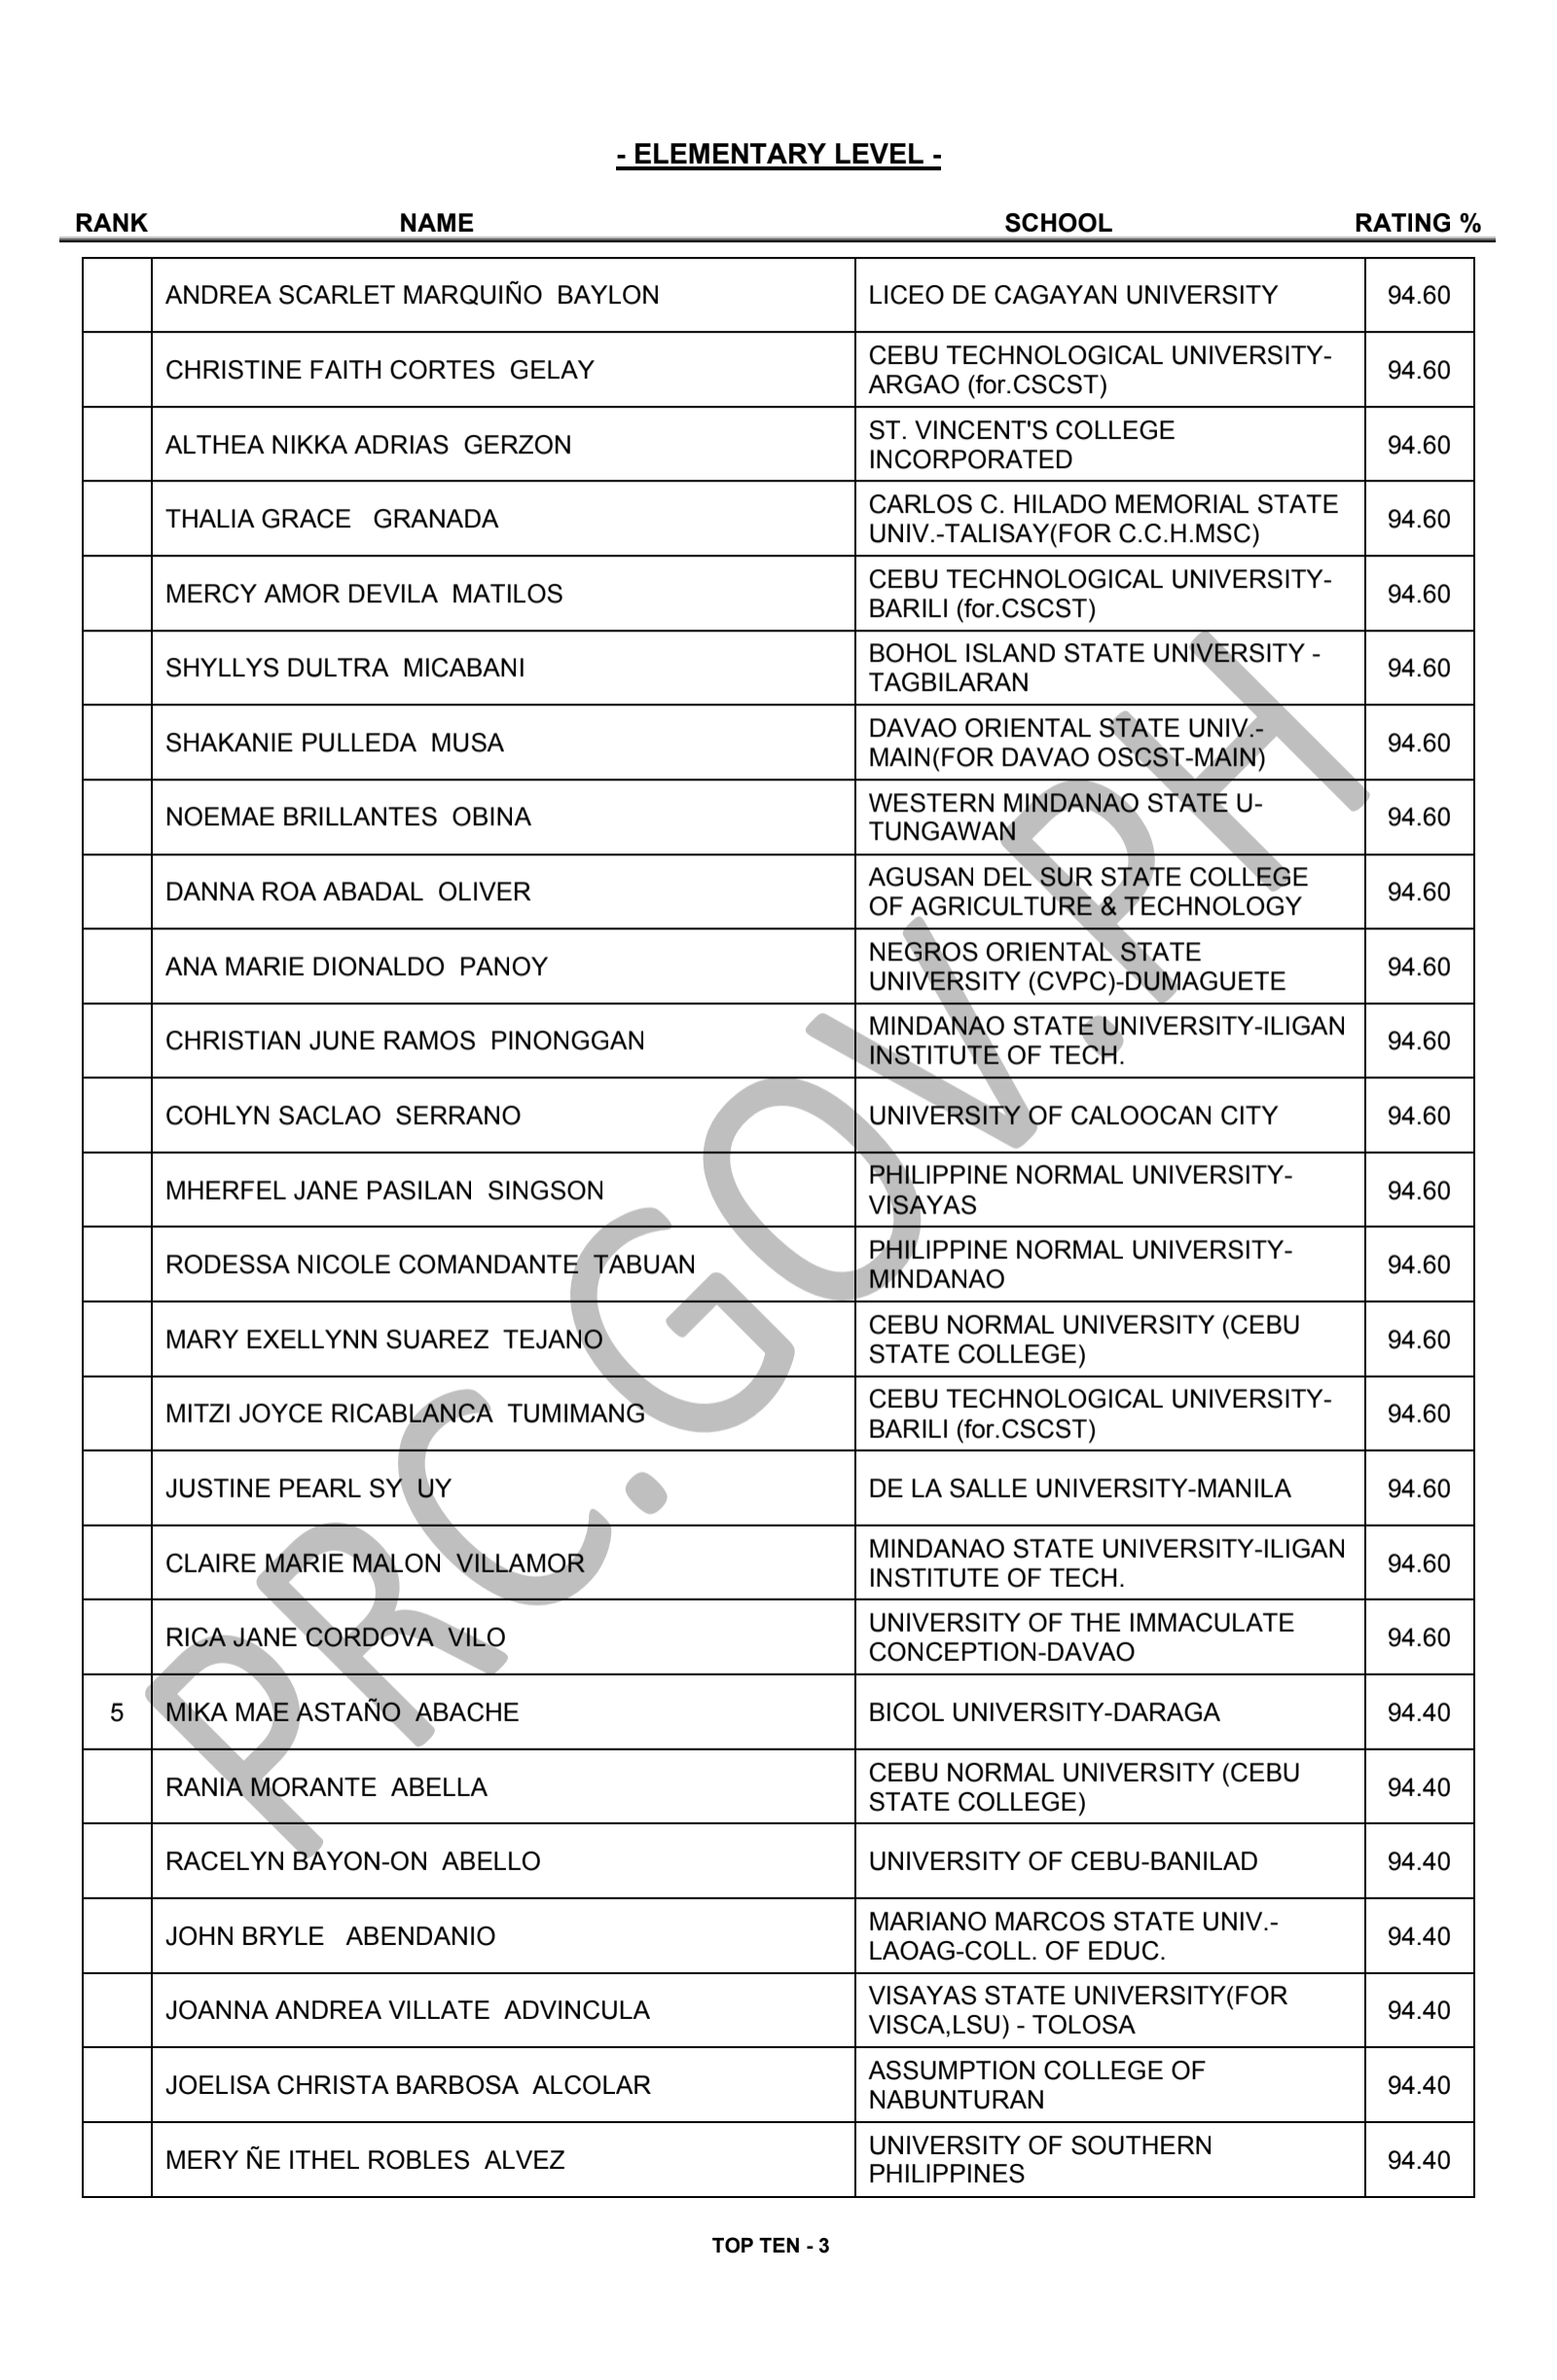 - ELEMENTARY LEVEL -
RANK NAME SCHOOL RATING %
ANDREA SCARLET MARQUIÑO BAYLON LICEO DE CAGAYAN UNIVERSITY 94.60
CHRISTINE FAITH CORTES GELAY CEBU TECHNOLOGICAL UNIVERSITY-
ARGAO (for.CSCST) 94.60
ALTHEA NIKKA ADRIAS GERZON ST. VINCENT'S COLLEGE
INCORPORATED 94.60
THALIA GRACE GRANADA CARLOS C. HILADO MEMORIAL STATE
UNIV.-TALISAY(FOR C.C.H.MSC) 94.60
MERCY AMOR DEVILA MATILOS CEBU TECHNOLOGICAL UNIVERSITY-
BARILI (for.CSCST) 94.60
SHYLLYS DULTRA MICABANI BOHOL ISLAND STATE UNIVERSITY -
TAGBILARAN 94.60
SHAKANIE PULLEDA MUSA DAVAO ORIENTAL STATE UNIV.-
MAIN(FOR DAVAO OSCST-MAIN) 94.60
NOEMAE BRILLANTES OBINA WESTERN MINDANAO STATE U-
TUNGAWAN 94.60
DANNA ROA ABADAL OLIVER AGUSAN DEL SUR STATE COLLEGE
OF AGRICULTURE & TECHNOLOGY 94.60
ANA MARIE DIONALDO PANOY NEGROS ORIENTAL STATE
UNIVERSITY (CVPC)-DUMAGUETE 94.60
CHRISTIAN JUNE RAMOS PINONGGAN MINDANAO STATE UNIVERSITY-ILIGAN
INSTITUTE OF TECH. 94.60
COHLYN SACLAO SERRANO UNIVERSITY OF CALOOCAN CITY 94.60
MHERFEL JANE PASILAN SINGSON PHILIPPINE NORMAL UNIVERSITY-
VISAYAS 94.60
RODESSA NICOLE COMANDANTE TABUAN PHILIPPINE NORMAL UNIVERSITY-
MINDANAO 94.60
MARY EXELLYNN SUAREZ TEJANO CEBU NORMAL UNIVERSITY (CEBU
STATE COLLEGE) 94.60
MITZI JOYCE RICABLANCA TUMIMANG CEBU TECHNOLOGICAL UNIVERSITY-
BARILI (for.CSCST) 94.60
JUSTINE PEARL SY UY DE LA SALLE UNIVERSITY-MANILA 94.60
CLAIRE MARIE MALON VILLAMOR MINDANAO STATE UNIVERSITY-ILIGAN
INSTITUTE OF TECH. 94.60
RICA JANE CORDOVA VILO UNIVERSITY OF THE IMMACULATE
CONCEPTION-DAVAO 94.60
5 MIKA MAE ASTAÑO ABACHE BICOL UNIVERSITY-DARAGA 94.40
RANIA MORANTE ABELLA CEBU NORMAL UNIVERSITY (CEBU
STATE COLLEGE) 94.40
RACELYN BAYON-ON ABELLO UNIVERSITY OF CEBU-BANILAD 94.40
JOHN BRYLE ABENDANIO MARIANO MARCOS STATE UNIV.-
LAOAG-COLL. OF EDUC. 94.40
JOANNA ANDREA VILLATE ADVINCULA VISAYAS STATE UNIVERSITY(FOR
VISCA,LSU) - TOLOSA 94.40
JOELISA CHRISTA BARBOSA ALCOLAR ASSUMPTION COLLEGE OF
NABUNTURAN 94.40
MERY ÑE ITHEL ROBLES ALVEZ UNIVERSITY OF SOUTHERN
PHILIPPINES 94.40
PRC.GOV.PH
TOP TEN - 3